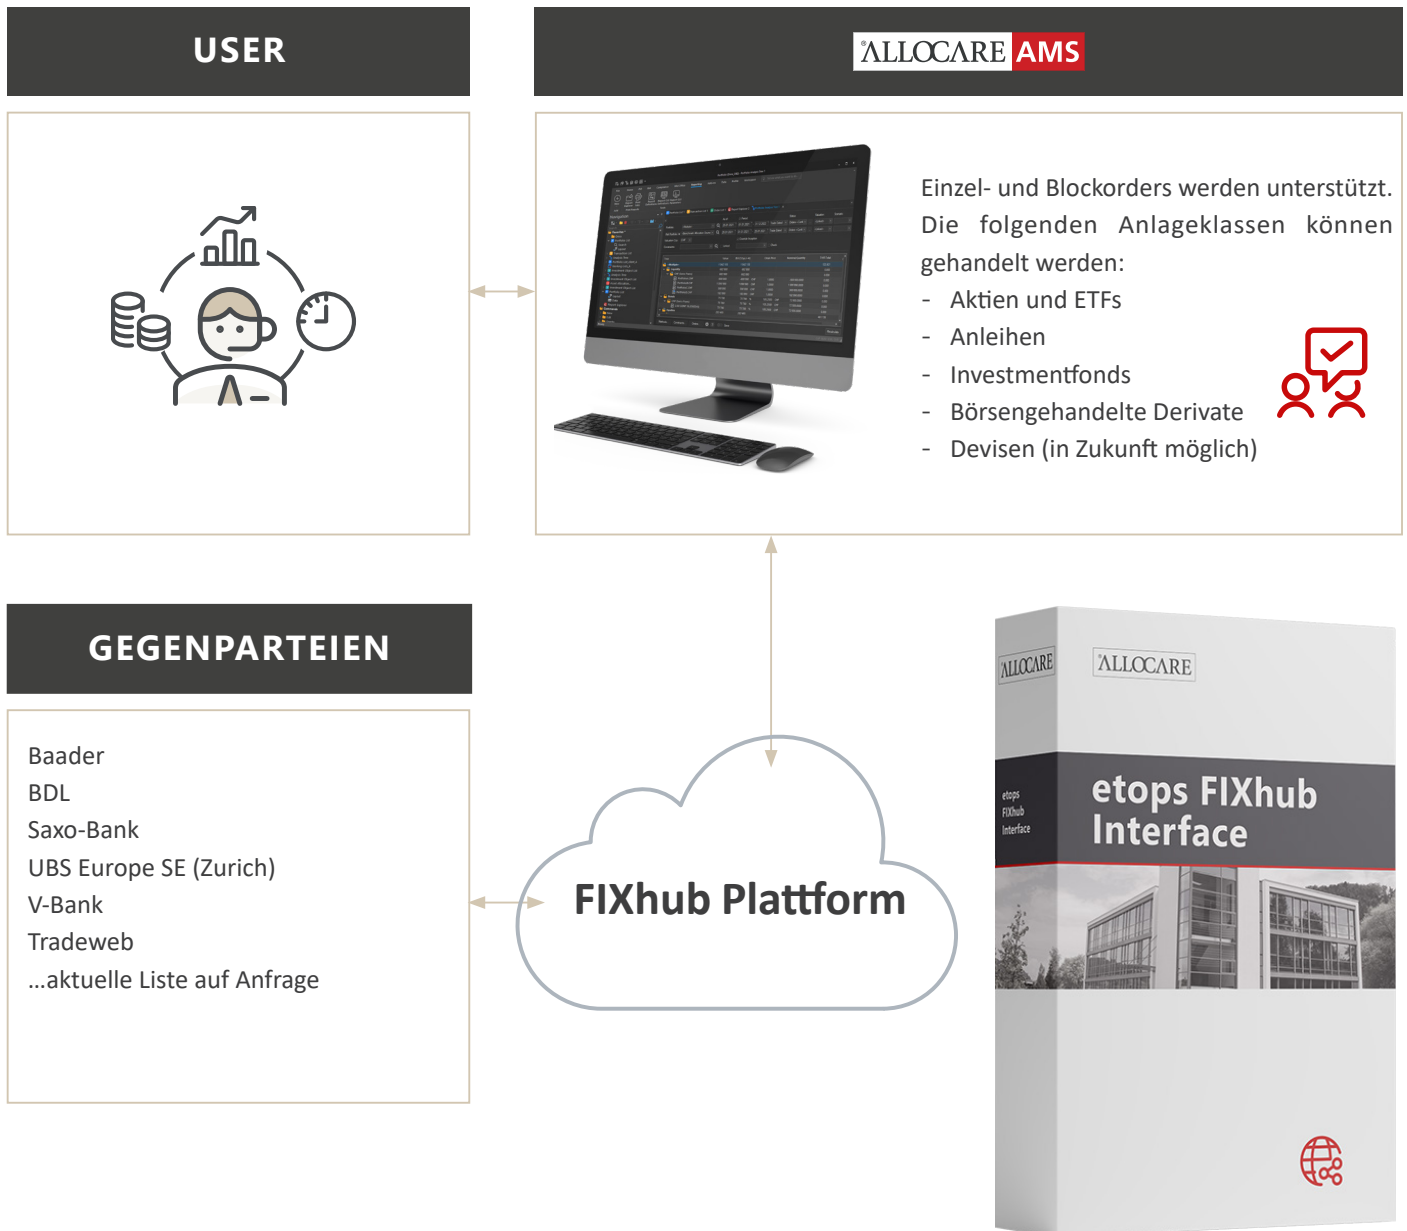 USER
ALLOCARE AMS
Einzel- und Blockorders werden unterstützt.
Die folgenden Anlageklassen können
gehandelt werden:
- Aktien und ETFs
- Anleihen
- Investmentfonds
- Börsengehandelte Derivate
- Devisen (in Zukunft möglich)
GEGENPARTEIEN
Baader
BDL
Saxo-Bank
UBS Europe SE (Zurich)
V-Bank
Tradeweb
...aktuelle Liste auf Anfrage
FIXhub Plattform
ALLOCARE
ALLOCARE
etops
FIXhub
Interface
etops FIXhub
Interface